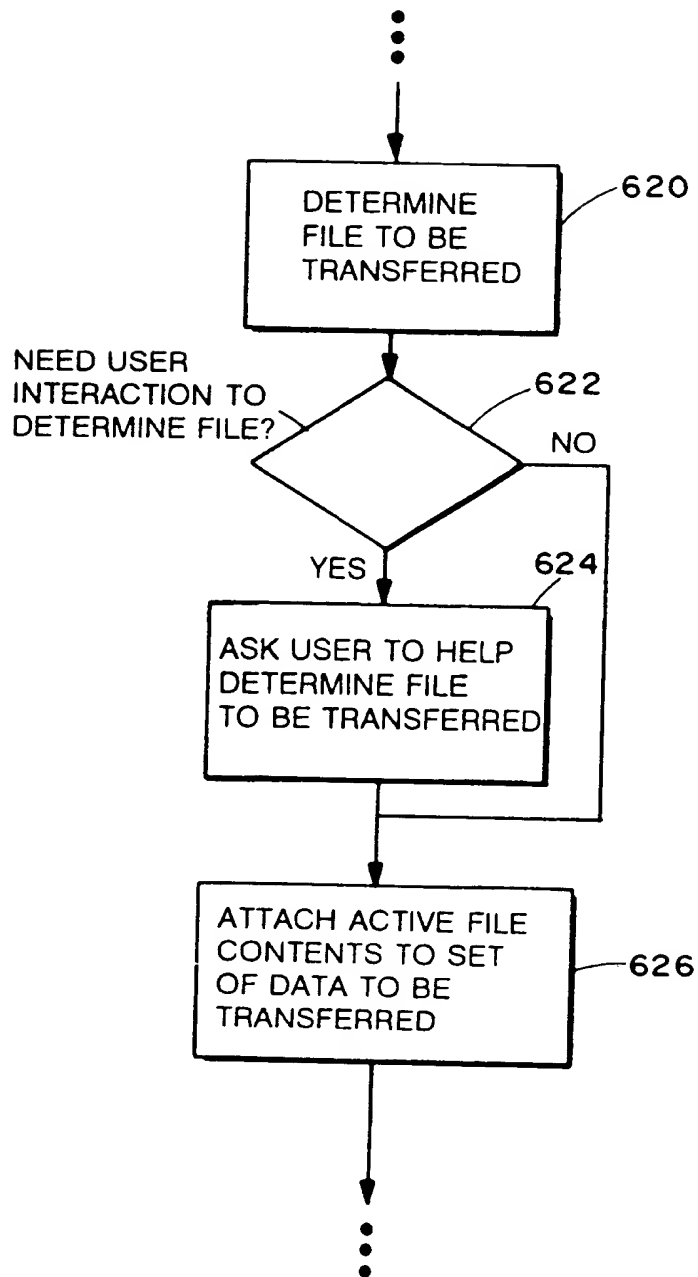 DETERMINE
FILE TO BE
TRANSFERRED
620
NEED USER
INTERACTION TO
DETERMINE FILE?
622
NO
YES
624
ASK USER TO HELP
DETERMINE FILE
TO BE TRANSFERRED
ATTACH ACTIVE FILE
CONTENTS TO SET
OF DATA TO BE
TRANSFERRED
626